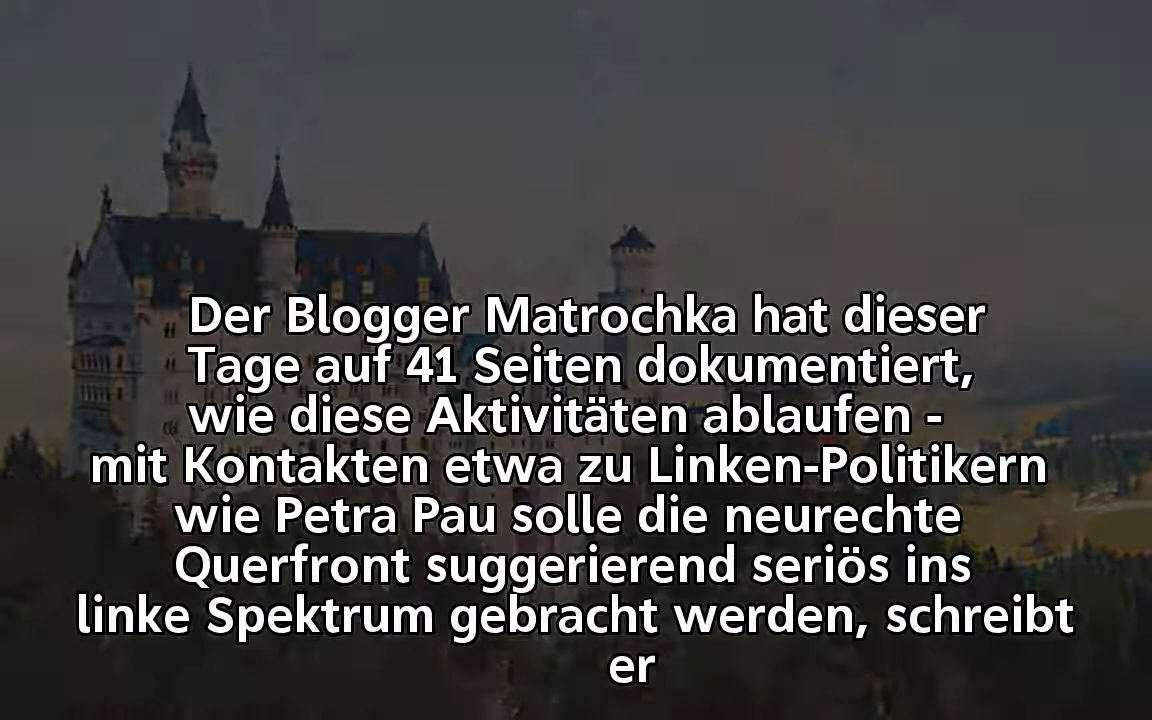 Der Blogger Matrochka hat dieser
Tage auf 41 Seiten dokumentiert,
wie diese Aktivitäten ablaufen -
mit Kontakten etwa zu Linken-Politikern
wie Petra Pau solle die neurechte
Querfront suggerierend seriös ins
linke Spektrum gebracht werden, schreibt
er